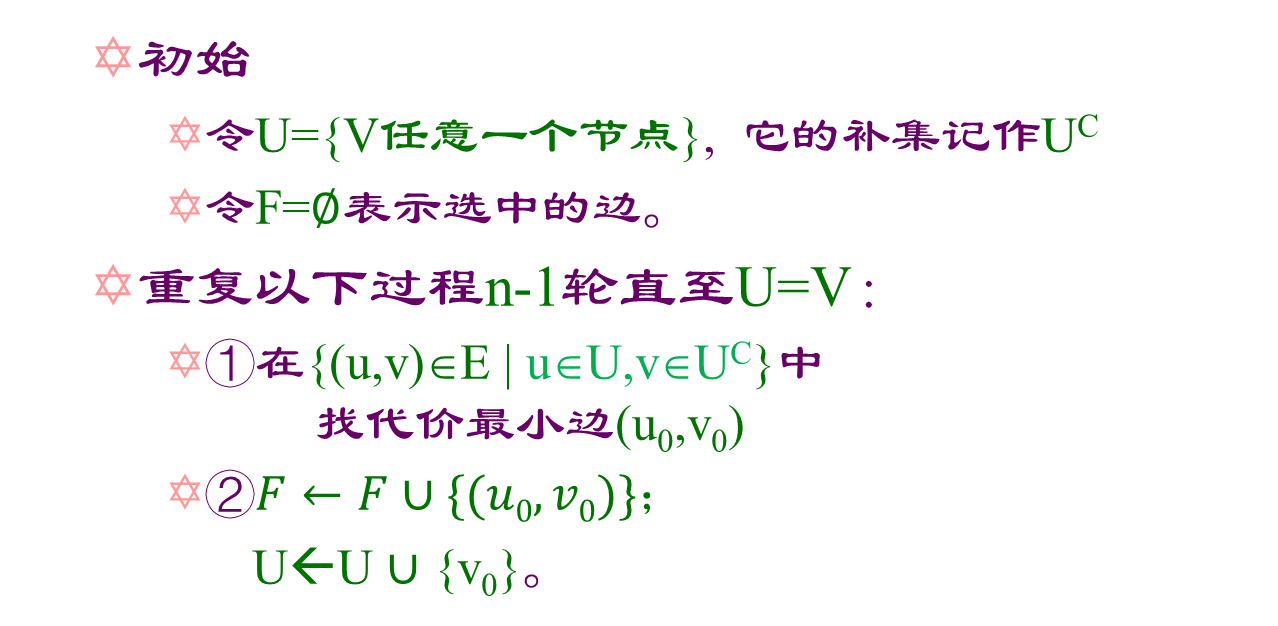 初始
令U={V任意一个节点}，它的补集记作Uᶜ
令F=∅表示选中的边。
重复以下过程n-1轮直至U=V：
①在{(u,v)∈E | u∈U,v∈Uᶜ}中
找代价最小边(u₀,v₀)
②F ← F ∪ {(u₀, v₀)}；
U←U ∪ {v₀}。